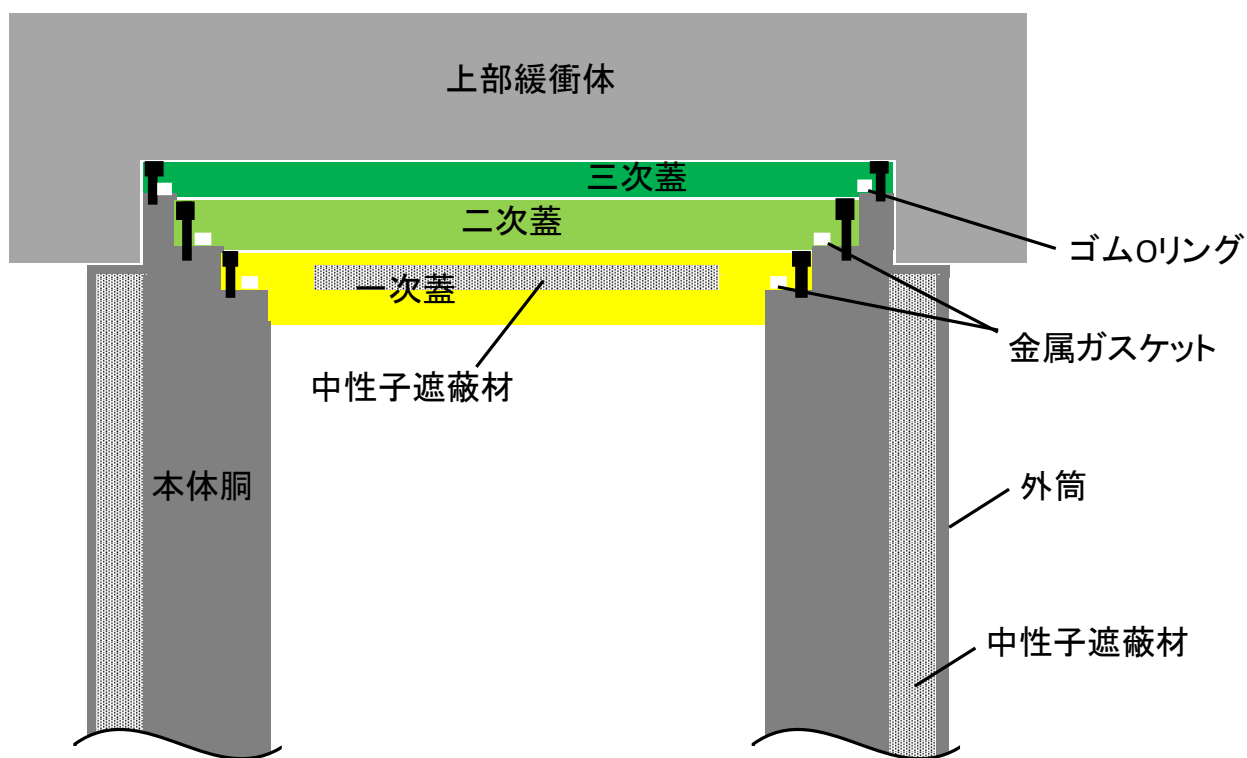 上部緩衝体
三次蓋
二次蓋
ゴムOリング
一次蓋
金属ガスケット
中性子遮蔽材
本体胴
外筒
中性子遮蔽材